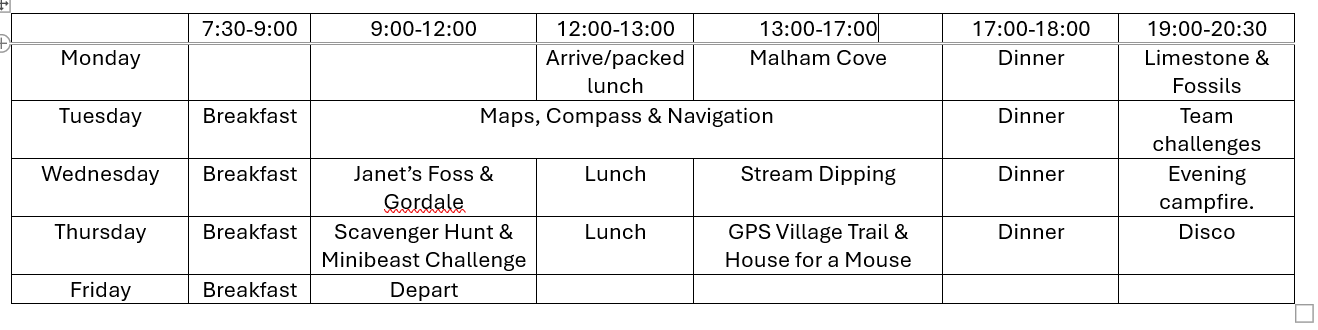 7:30-9:00 9:00-12:00 12:00-13:00 13:00-17:00 17:00-18:00 19:00-20:30
Monday Arrive/packed lunch Malham Cove Dinner Limestone & Fossils
Tuesday Breakfast Maps, Compass & Navigation Dinner Team challenges
Wednesday Breakfast Janet’s Foss & Gordale Lunch Stream Dipping Dinner Evening campfire.
Thursday Breakfast Scavenger Hunt & Minibeast Challenge Lunch GPS Village Trail & House for a Mouse Dinner Disco
Friday Breakfast Depart